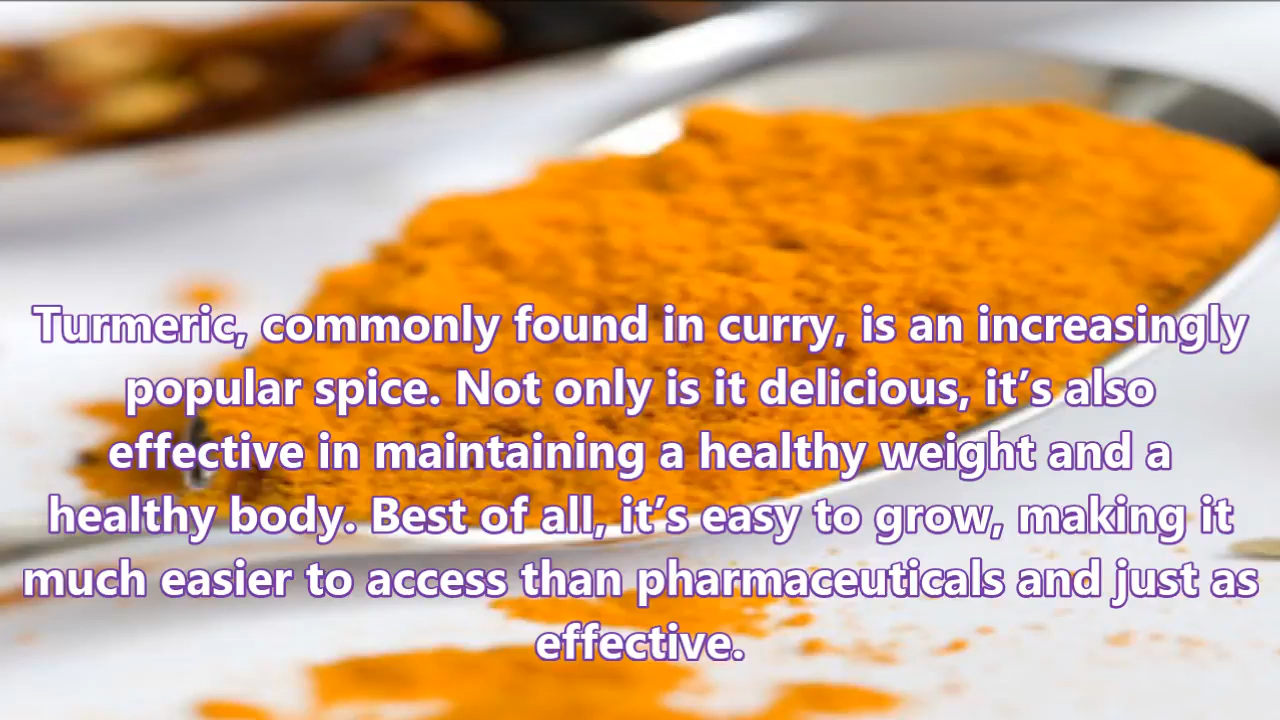 Turmeric, commonly found in curry, is an increasingly
popular spice. Not only is it delicious, it’s also
effective in maintaining a healthy weight and a
healthy body. Best of all, it’s easy to grow, making it
much easier to access than pharmaceuticals and just as
effective.